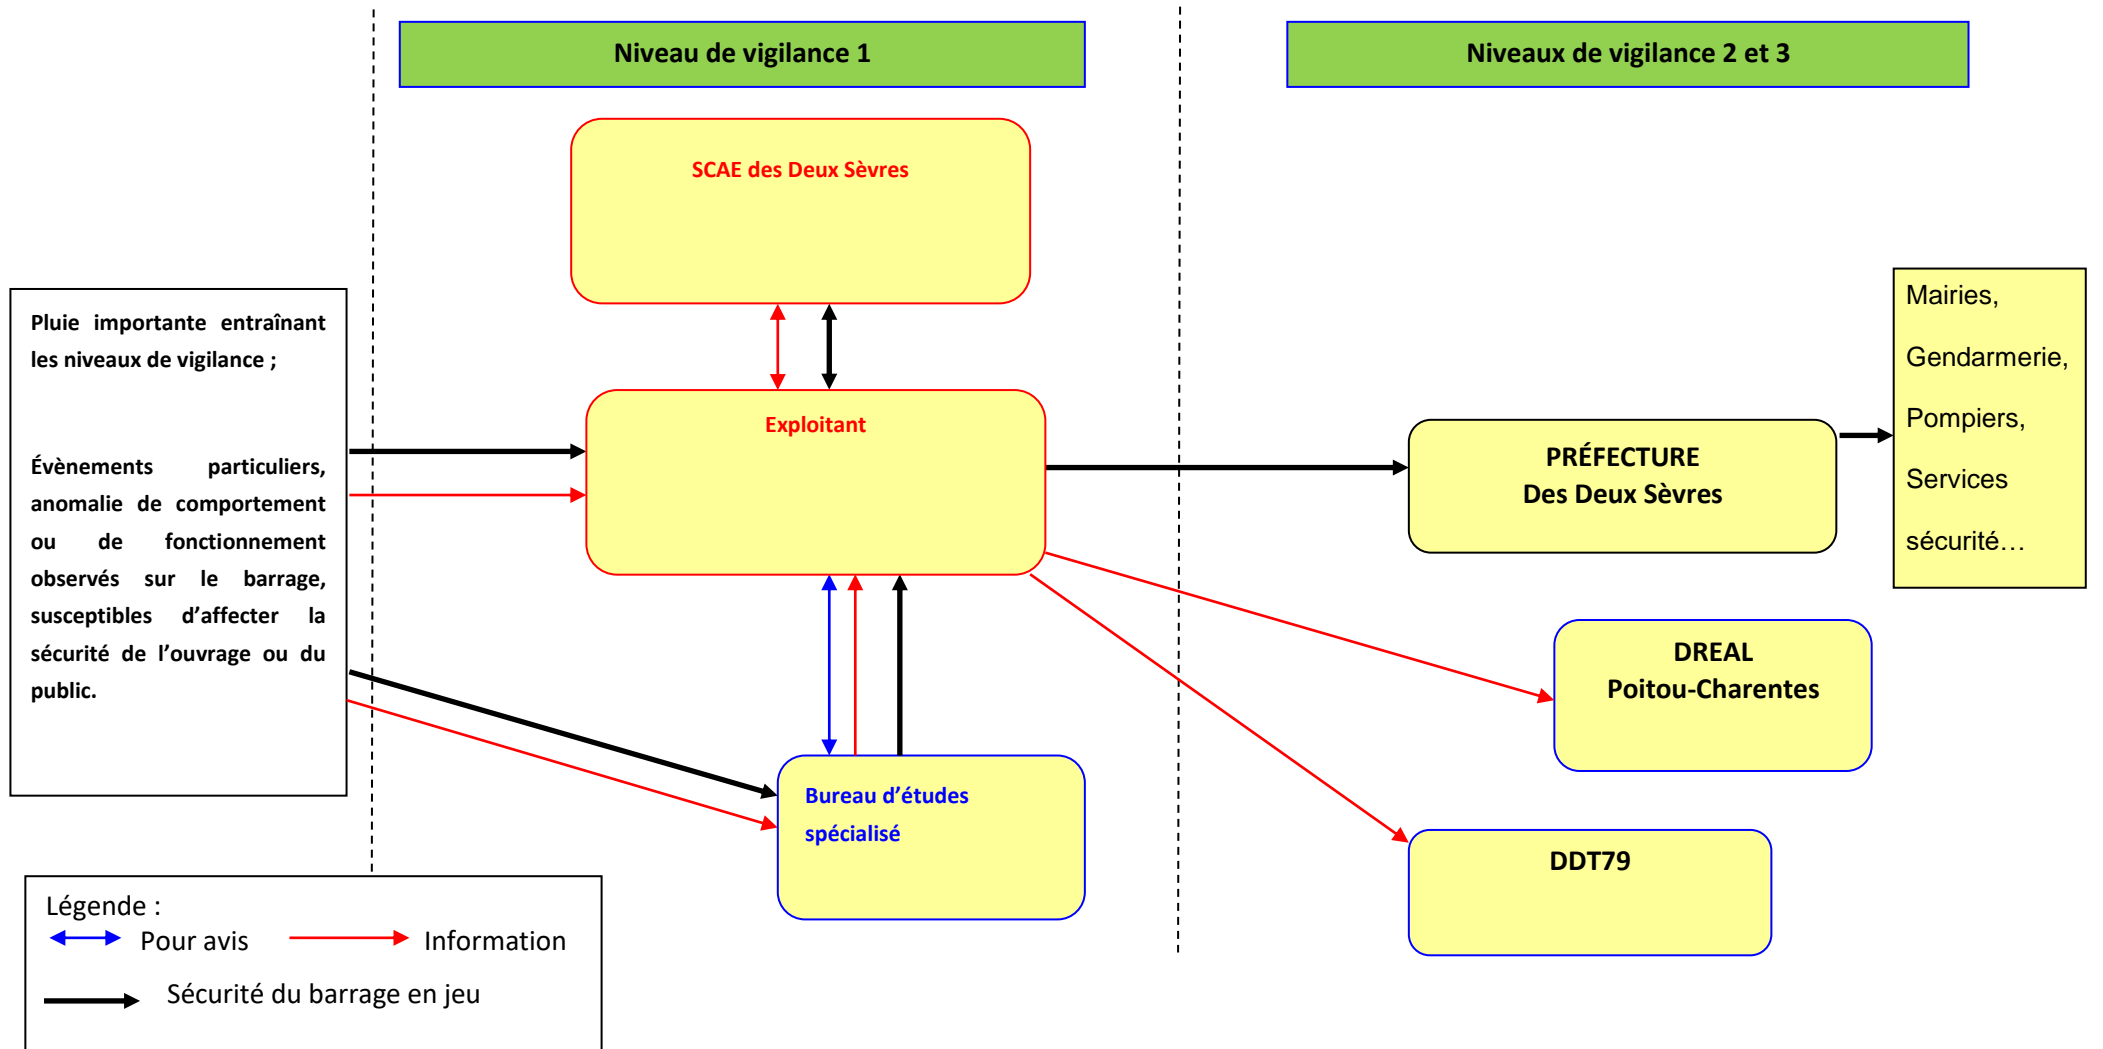 Niveau de vigilance 1
Niveaux de vigilance 2 et 3
SCAE des Deux Sèvres
Pluie importante entraînant
les niveaux de vigilance ;
Évènements particuliers,
anomalie de comportement
ou de fonctionnement
observés sur le barrage,
susceptibles d’affecter la
sécurité de l’ouvrage ou du
public.
Exploitant
PRÉFECTURE
Des Deux Sèvres
Mairies,
Gendarmerie,
Pompiers,
Services
sécurité…
DREAL
Poitou-Charentes
Bureau d’études
spécialisé
DDT79
Légende :
Pour avis
Information
Sécurité du barrage en jeu